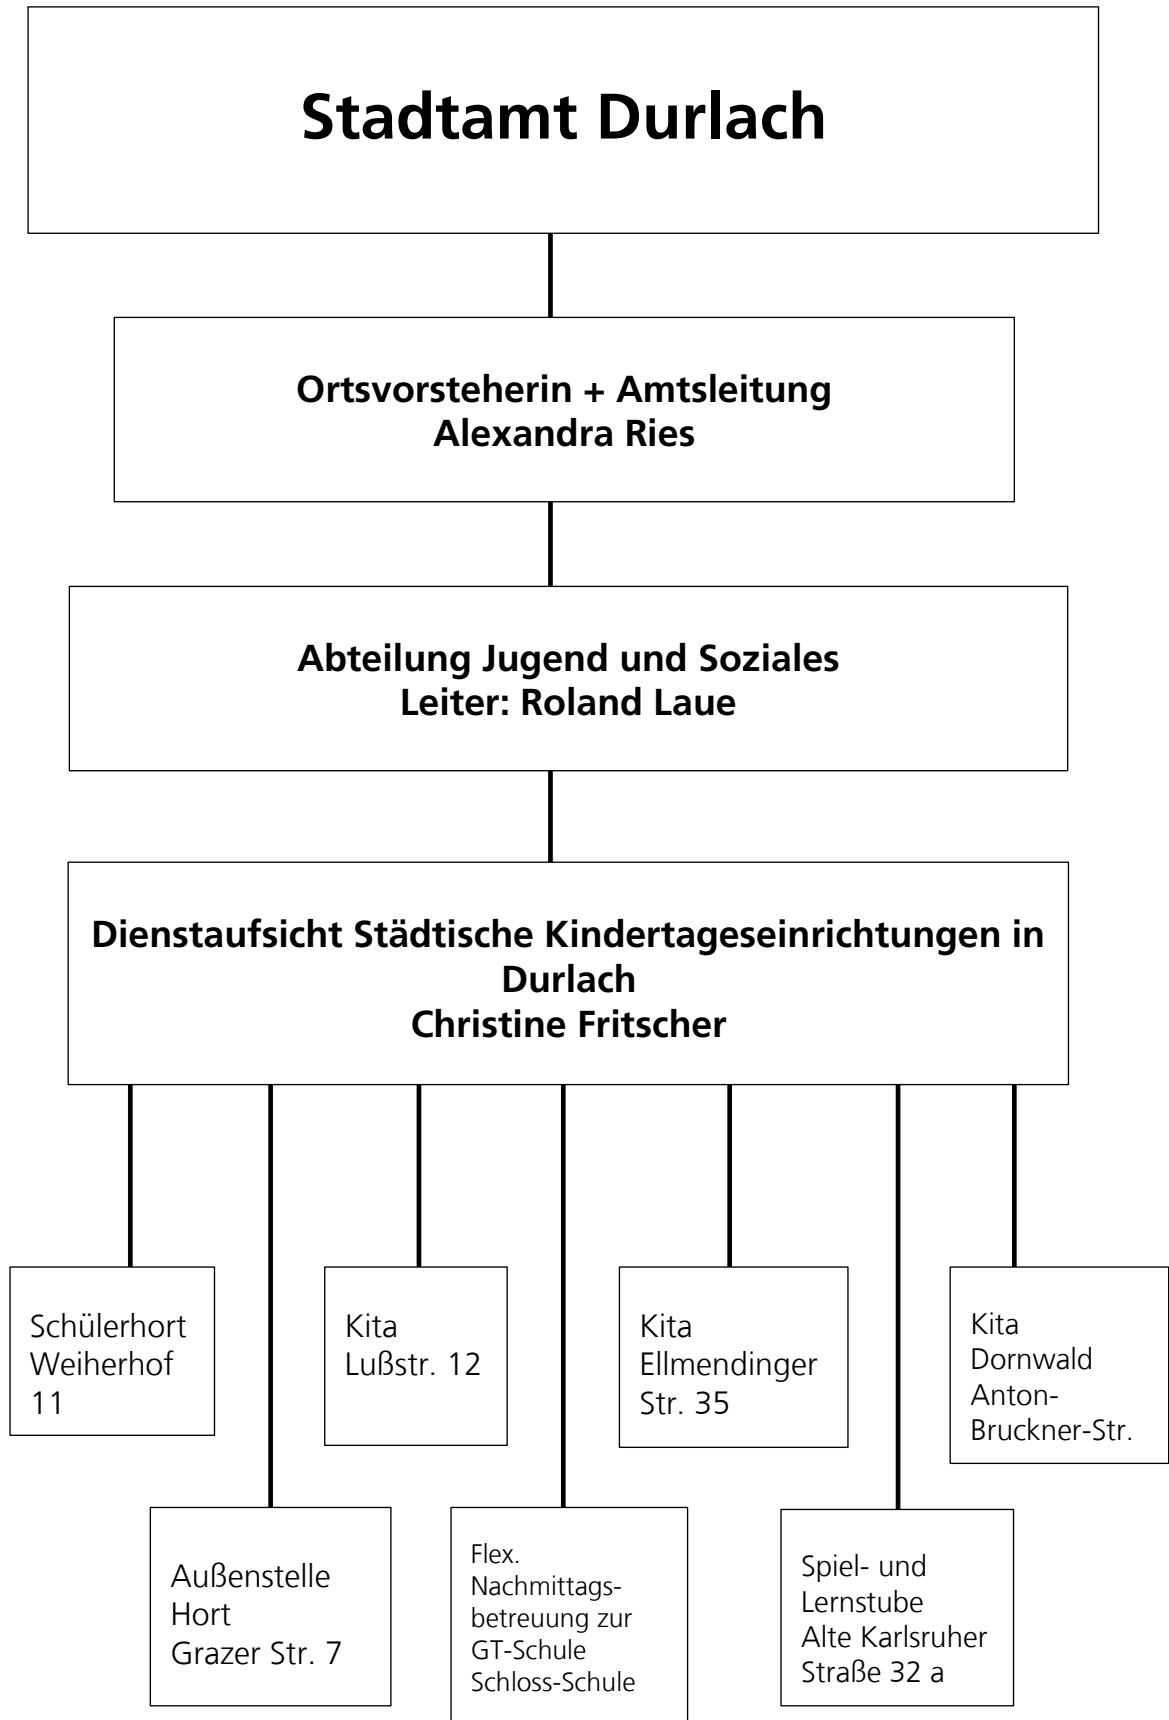 Stadtamt Durlach
Ortsvorsteherin + Amtsleitung
Alexandra Ries
Abteilung Jugend und Soziales
Leiter: Roland Laue
Dienstaufsicht Städtische Kindertageseinrichtungen in
Durlach
Christine Fritscher
Schülerhort
Weiherhof
11
Kita
Lußstr. 12
Kita
Ellmendinger
Str. 35
Kita
Dornwald
Anton-
Bruckner-Str.
Außenstelle
Hort
Grazer Str. 7
Flex.
Nachmittags-
betreuung zur
GT-Schule
Schloss-Schule
Spiel- und
Lernstube
Alte Karlsruher
Straße 32 a